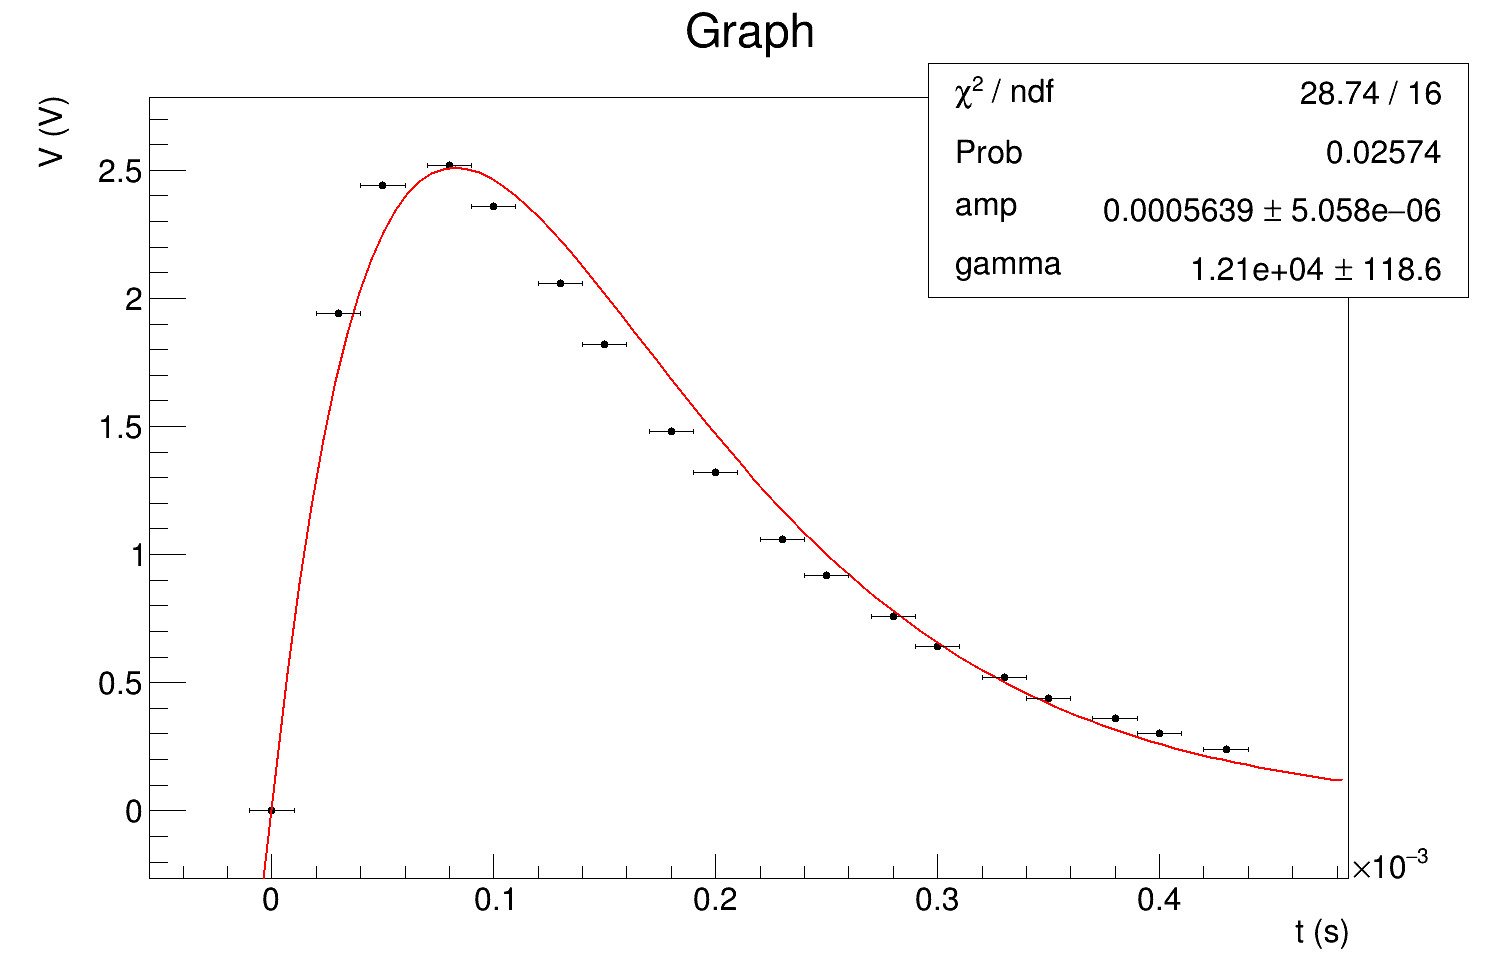 Graph
V (V)
χ² / ndf 28.74 / 16
Prob 0.02574
amp 0.0005639 ± 5.058e−06
gamma 1.21e+04 ± 118.6
2.5
2
1.5
1
0.5
0
0 0.1 0.2 0.3 0.4
×10⁻³
t (s)